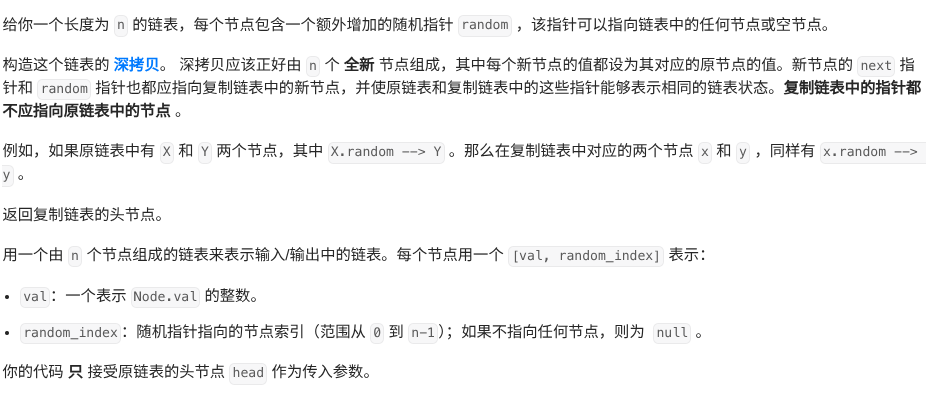 给你一个长度为 n 的链表，每个节点包含一个额外增加的随机指针 random ，该指针可以指向链表中的任何节点或空节点。
构造这个链表的 深拷贝。 深拷贝应该正好由 n 个 全新 节点组成，其中每个新节点的值都设为其对应的原节点的值。新节点的 next 指
针和 random 指针也都应指向复制链表中的新节点，并使原链表和复制链表中的这些指针能够表示相同的链表状态。复制链表中的指针都
不应指向原链表中的节点 。
例如，如果原链表中有 X 和 Y 两个节点，其中 X.random --> Y 。那么在复制链表中对应的两个节点 x 和 y ，同样有 x.random -->
y 。
返回复制链表的头节点。
用一个由 n 个节点组成的链表来表示输入/输出中的链表。每个节点用一个 [val, random_index] 表示：
• val：一个表示 Node.val 的整数。
• random_index：随机指针指向的节点索引（范围从 0 到 n-1）；如果不指向任何节点，则为 null 。
你的代码 只 接受原链表的头节点 head 作为传入参数。